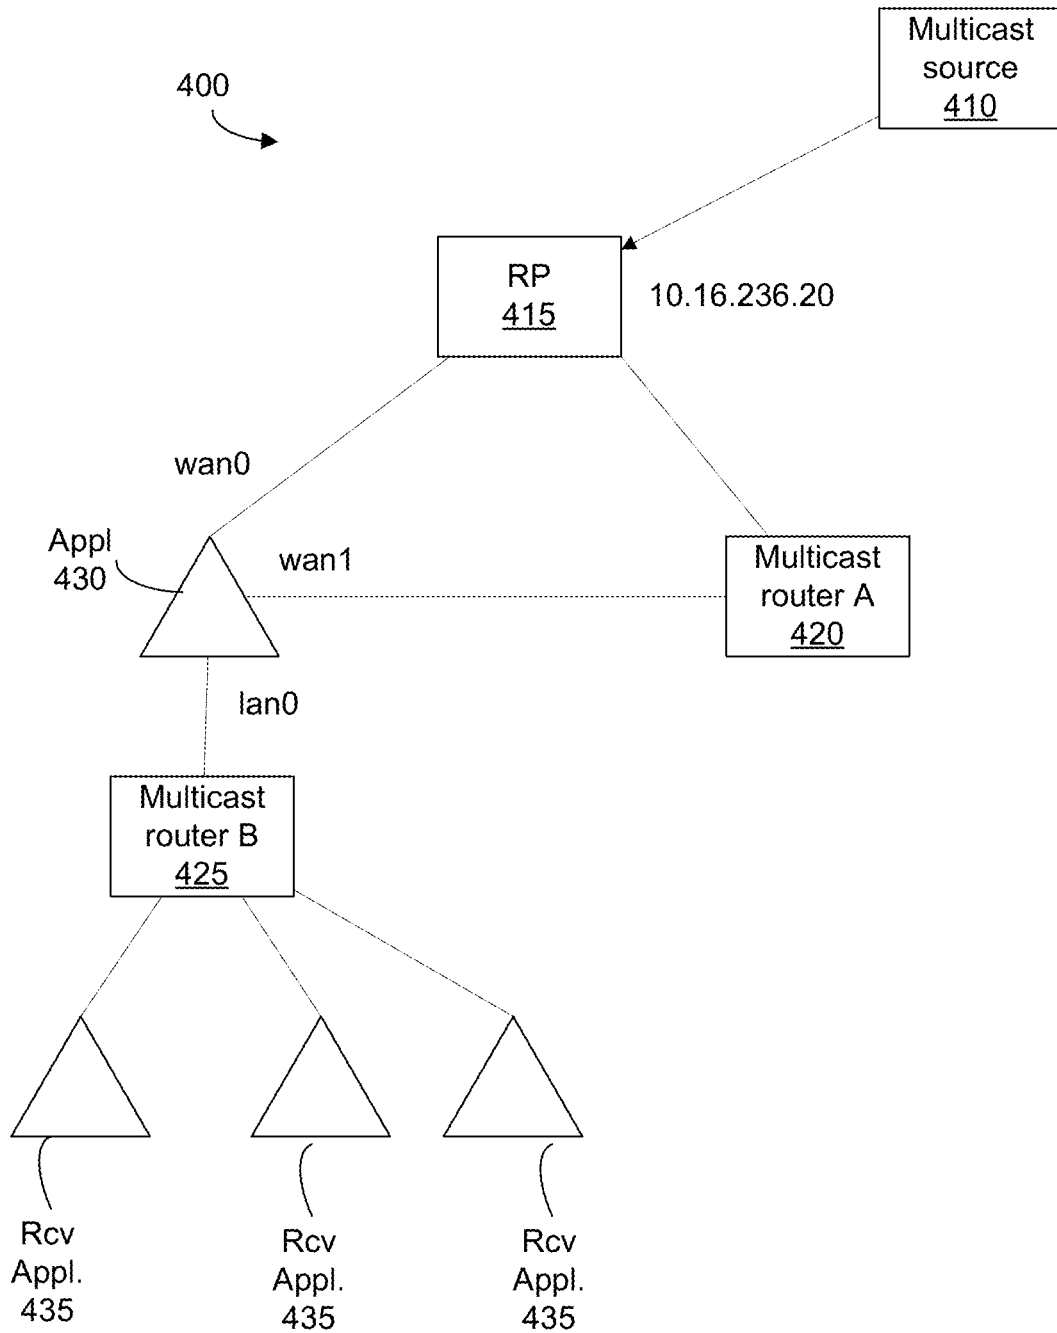 Multicast
source
410
400
RP
415
10.16.236.20
wan0
Appl
430
wan1
Multicast
router A
420
lan0
Multicast
router B
425
Rcv
Appl.
435
Rcv
Appl.
435
Rcv
Appl.
435